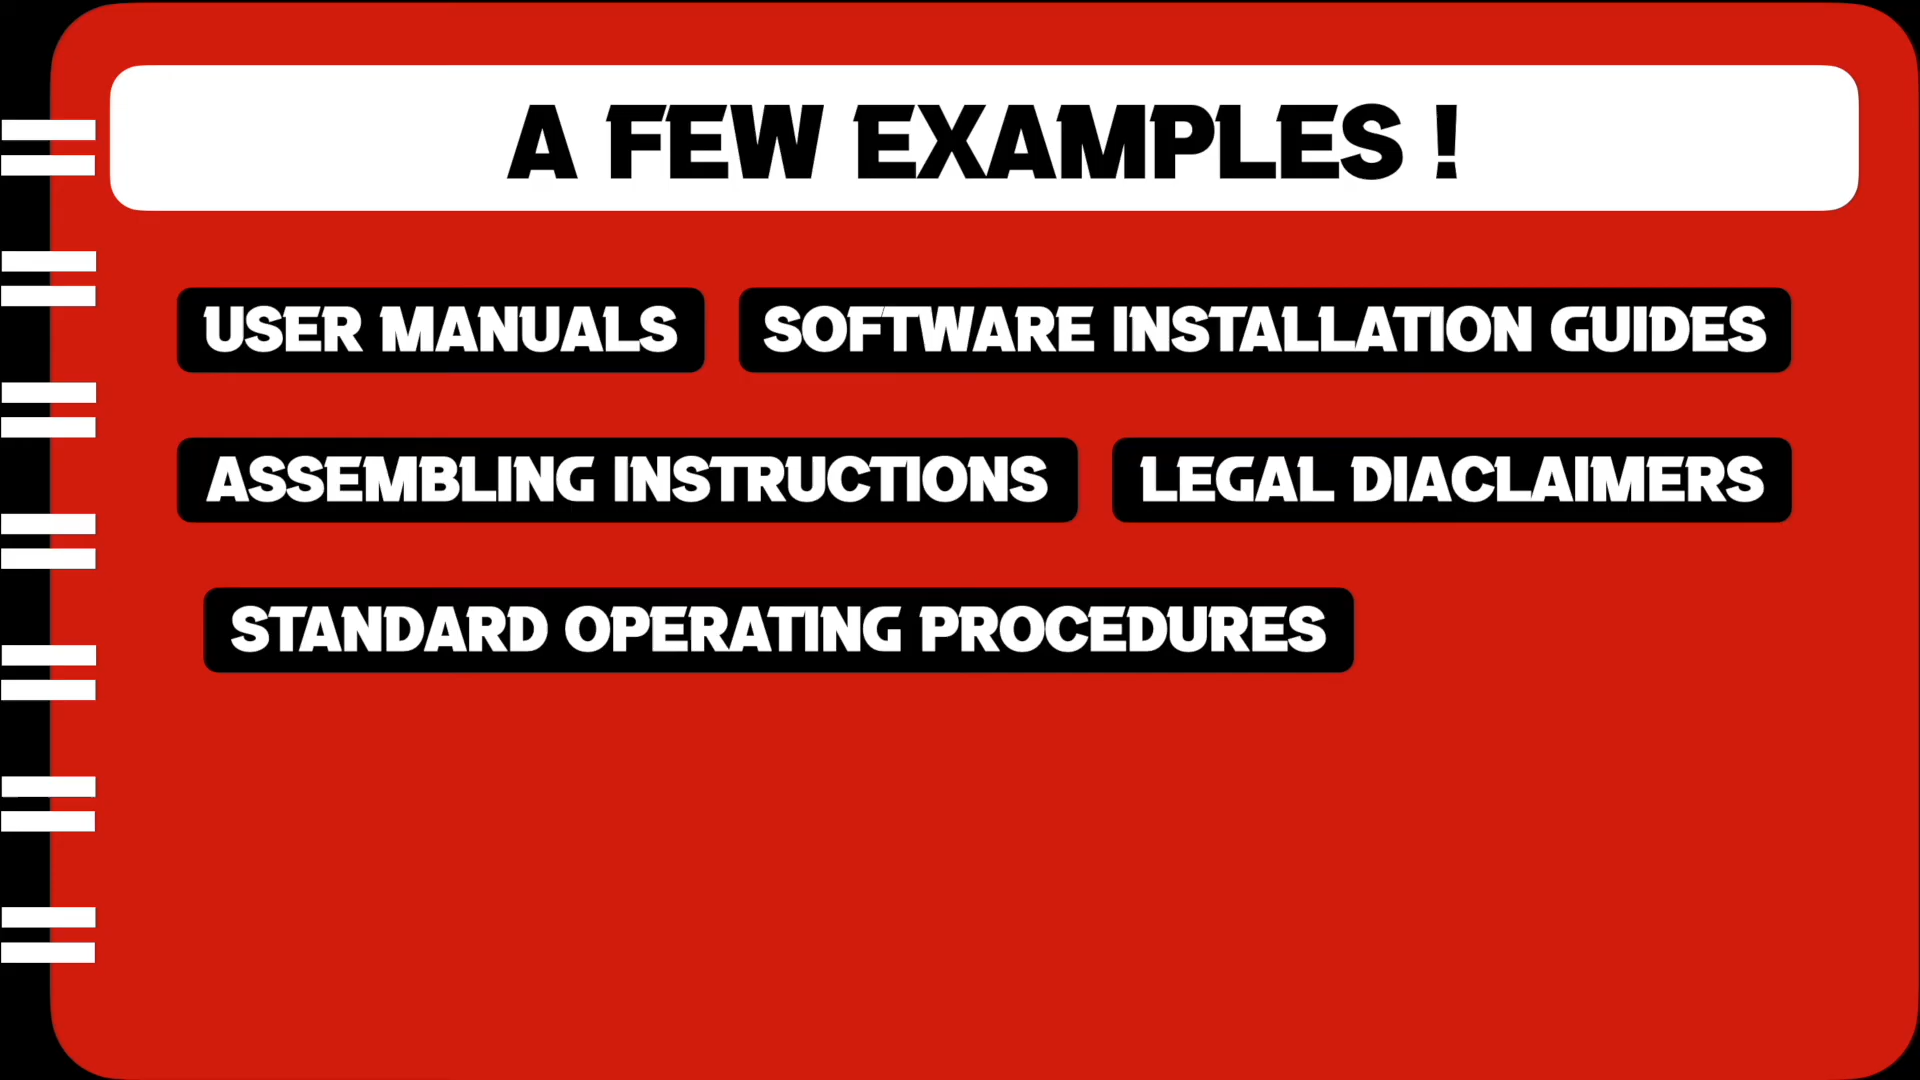 A FEW EXAMPLES !
USER MANUALS SOFTWARE INSTALLATION GUIDES
ASSEMBLING INSTRUCTIONS LEGAL DIACLAIMERS
STANDARD OPERATING PROCEDURES